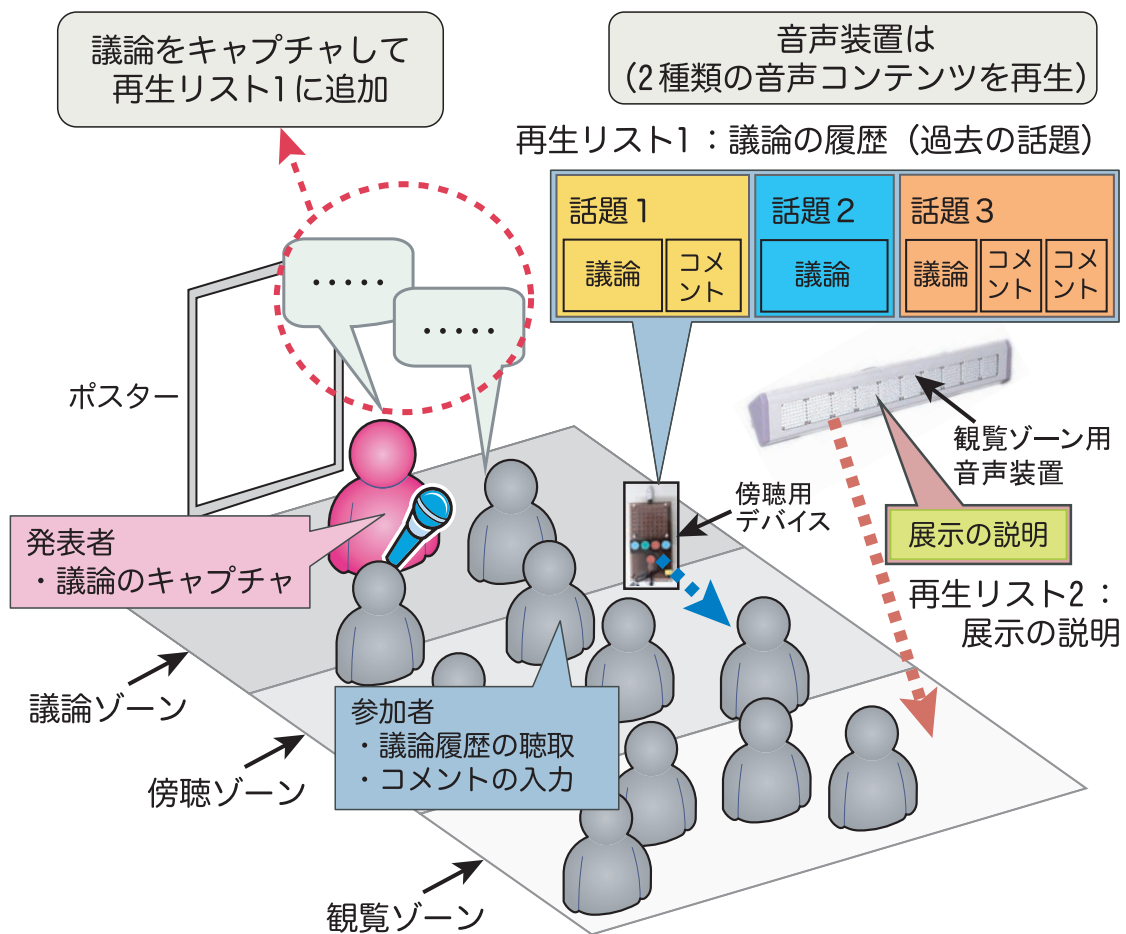 議論をキャプチャして
再生リスト1に追加
音声装置は
(2種類の音声コンテンツを再生)
再生リスト1：議論の履歴（過去の話題）
話題1
議論
コメ
ント
話題2
議論
話題3
議論
コメ
ント
コメ
ント
・・・・・
・・・・・
ポスター
観覧ゾーン用
音声装置
傍聴用
デバイス
展示の説明
再生リスト2：
展示の説明
発表者
・議論のキャプチャ
参加者
・議論履歴の聴取
・コメントの入力
議論ゾーン
傍聴ゾーン
観覧ゾーン